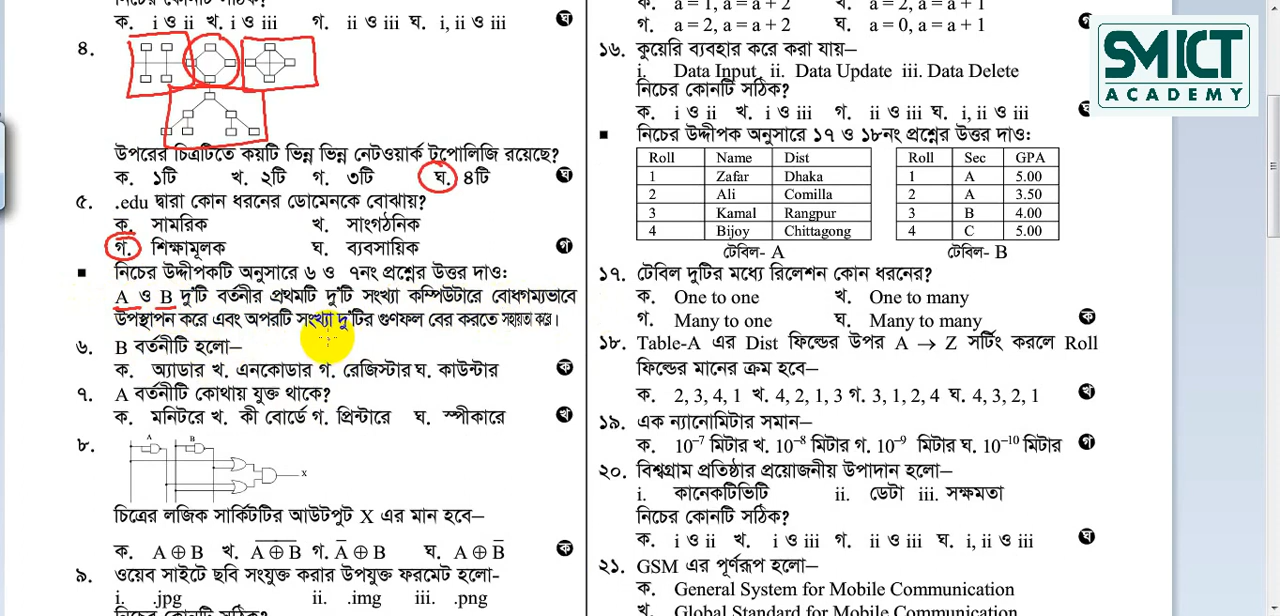 নিচের কোনটি সঠিক?
ক. i ও ii খ. i ও iii গ. ii ও iii ঘ. i, ii ও iii ঘ
৪.
উপরের চিত্রটিতে কয়টি ভিন্ন ভিন্ন নেটওয়ার্ক টপোলিজি রয়েছে?
ক. ১টি খ. ২টি গ. ৩টি ঘ. ৪টি ঘ
৫. .edu দ্বারা কোন ধরনের ডোমেনকে বোঝায়?
ক. সামরিক খ. সাংগঠনিক
গ. শিক্ষামূলক ঘ. ব্যবসায়িক গ
■ নিচের উদ্দীপকটি অনুসারে ৬ ও ৭নং প্রশ্নের উত্তর দাও:
A ও B দু'টি বর্তনীর প্রথমটি দু'টি সংখ্যা কম্পিউটারে বোধগম্যভাবে
উপস্থাপন করে এবং অপরটি সংখ্যা দু'টির গুণফল বের করতে সহায়তা করে।
৬. B বর্তনীটি হলো–
ক. অ্যাডার খ. এনকোডার গ. রেজিস্টার ঘ. কাউন্টার ক
৭. A বর্তনীটি কোথায় যুক্ত থাকে?
ক. মনিটরে খ. কী বোর্ডে গ. প্রিন্টারে ঘ. স্পীকারে খ
৮.
A B
X
চিত্রের লজিক সার্কিটটির আউটপুট X এর মান হবে–
ক. A ⊕ B খ. \overline{A ⊕ B} গ. A̅ ⊕ B ঘ. A ⊕ B̅ ক
৯. ওয়েব সাইটে ছবি সংযুক্ত করার উপযুক্ত ফরমেট হলো-
i. .jpg ii. .img iii. .png
নিচের কোনটি সঠিক?
ক. a = 1, a = a + 2 খ. a = 2, a = a + 1
গ. a = 2, a = a + 2 ঘ. a = 0, a = a + 1 গ
১৬. কুয়েরি ব্যবহার করে করা যায়–
i. Data Input ii. Data Update iii. Data Delete
নিচের কোনটি সঠিক?
ক. i ও ii খ. i ও iii গ. ii ও iii ঘ. i, ii ও iii ঘ
■ নিচের উদ্দীপক অনুসারে ১৭ ও ১৮নং প্রশ্নের উত্তর দাও:
Roll Name Dist
1 Zafar Dhaka
2 Ali Comilla
3 Kamal Rangpur
4 Bijoy Chittagong
টেবিল- A
Roll Sec GPA
1 A 5.00
2 A 3.50
3 B 4.00
4 C 5.00
টেবিল- B
১৭. টেবিল দুটির মধ্যে রিলেশন কোন ধরনের?
ক. One to one খ. One to many
গ. Many to one ঘ. Many to many ক
১৮. Table-A এর Dist ফিল্ডের উপর A → Z সর্টিং করলে Roll
ফিল্ডের মানের ক্রম হবে–
ক. 2, 3, 4, 1 খ. 4, 2, 1, 3 গ. 3, 1, 2, 4 ঘ. 4, 3, 2, 1 খ
১৯. এক ন্যানোমিটার সমান–
ক. 10⁻⁷ মিটার খ. 10⁻⁸ মিটার গ. 10⁻⁹ মিটার ঘ. 10⁻¹⁰ মিটার গ
২০. বিশ্বগ্রাম প্রতিষ্ঠার প্রয়োজনীয় উপাদান হলো–
i. কানেকটিভিটি ii. ডেটা iii. সক্ষমতা
নিচের কোনটি সঠিক?
ক. i ও ii খ. i ও iii গ. ii ও iii ঘ. i, ii ও iii ঘ
২১. GSM এর পূর্ণরূপ হলো–
ক. General System for Mobile Communication
খ. Global Standard for Mobile Communication
SMICT
ACADEMY